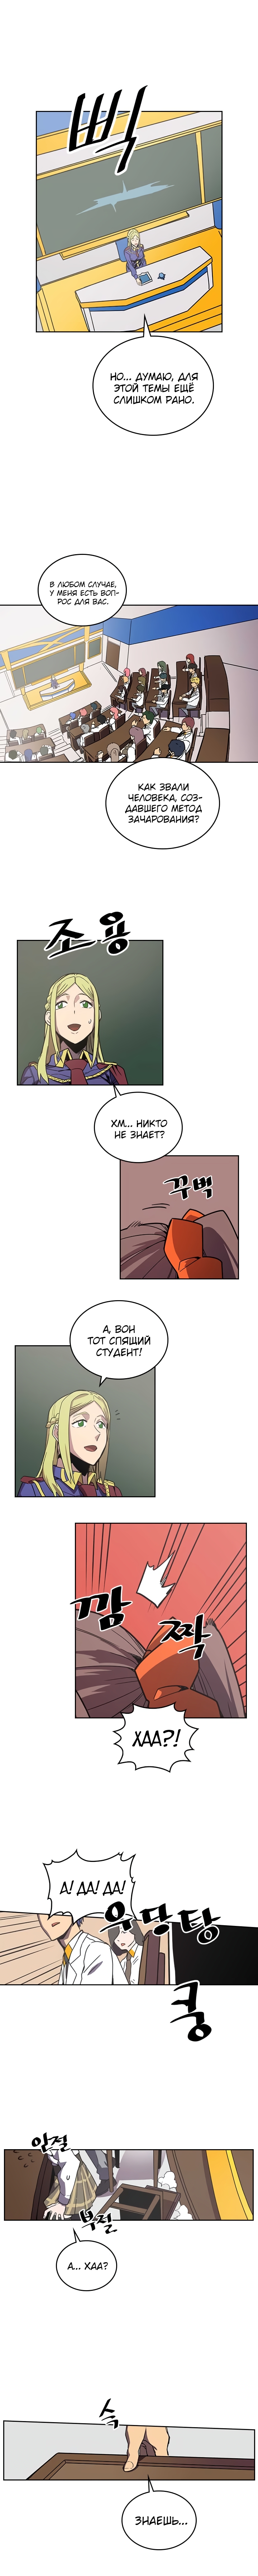 빡
НО... ДУМАЮ, ДЛЯ
ЭТОЙ ТЕМЫ ЕЩЁ
СЛИШКОМ РАНО.
В ЛЮБОМ СЛУЧАЕ,
У МЕНЯ ЕСТЬ ВОП-
РОС ДЛЯ ВАС.
КАК ЗВАЛИ
ЧЕЛОВЕКА, СОЗ-
ДАВШЕГО МЕТОД
ЗАЧАРОВАНИЯ?
조용
ХМ... НИКТО
НЕ ЗНАЕТ?
꾸벅
А, ВОН
ТОТ СПЯЩИЙ
СТУДЕНТ!
깜
짝
ХАА?!
А! ДА! ДА!
우당탕
쿵
안절
부절
А... ХАА?
스
ЗНАЕШЬ...